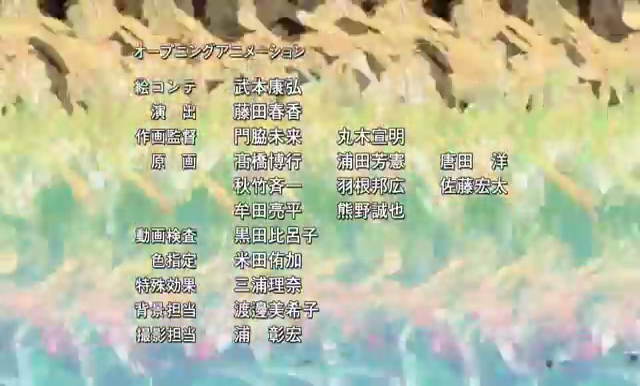 オープニングアニメーション
絵コンテ 武本康弘
演　出 藤田春香
作画監督 門脇未来 丸木宣明
原　画 髙橋博行 浦田芳憲 唐田　洋
秋竹斉一 羽根邦広 佐藤宏太
牟田亮平 熊野誠也
動画検査 黒田比呂子
色指定 米田侑加
特殊効果 三浦理奈
背景担当 渡邊美希子
撮影担当 浦　彰宏